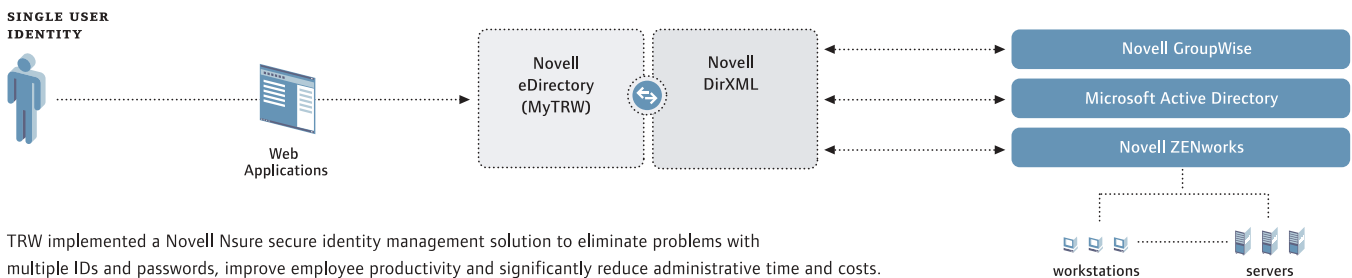 SINGLE USER
IDENTITY
Web
Applications
Novell
eDirectory
(MyTRW)
Novell
DirXML
Novell GroupWise
Microsoft Active Directory
Novell ZENworks
workstations
servers
TRW implemented a Novell Nsure secure identity management solution to eliminate problems with
multiple IDs and passwords, improve employee productivity and significantly reduce administrative time and costs.